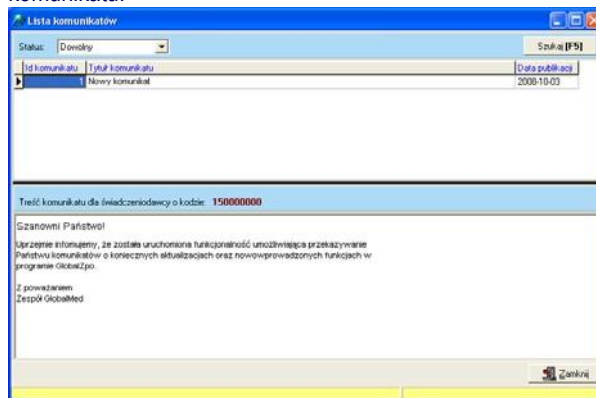 komunikatu.
Lista komunikatów
Status: Dowolny Szukaj [F5]
Id komunikatu Tytuł komunikatu Data publikacji
1 Nowy komunikat 2008-10-03
Treść komunikatu dla świadczeniodawcy o kodzie: 150000000
Szanowni Państwo!
Uprzejmie informujemy, że została uruchomiona funkcjonalność umożliwiająca przekazywanie
Państwu komunikatów o koniecznych aktualizacjach oraz nowowprowadzonych funkcjach w
programie GlobalZpo.
Z poważaniem
Zespół GlobalMed
Zamknij